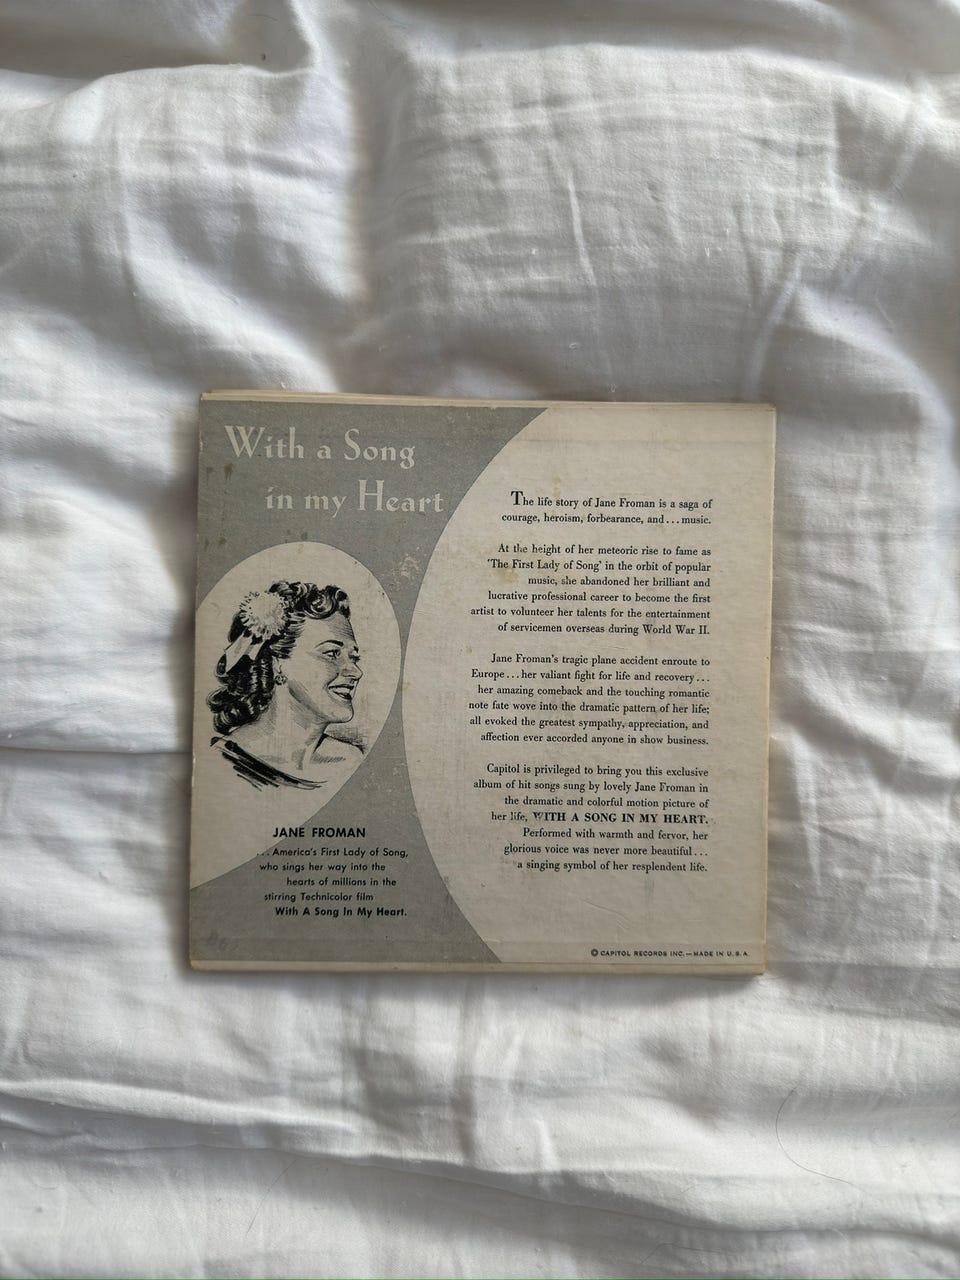 With a Song
in my Heart
JANE FROMAN
...America's First Lady of Song,
who sings her way into the
hearts of millions in the
stirring Technicolor film
With A Song In My Heart.
The life story of Jane Froman is a saga of
courage, heroism, forbearance, and...music.
At the height of her meteoric rise to fame as
'The First Lady of Song' in the orbit of popular
music, she abandoned her brilliant and
lucrative professional career to become the first
artist to volunteer her talents for the entertainment
of servicemen overseas during World War II.
Jane Froman's tragic plane accident enroute to
Europe...her valiant fight for life and recovery...
her amazing comeback and the touching romantic
note fate wove into the dramatic pattern of her life;
all evoked the greatest sympathy, appreciation, and
affection ever accorded anyone in show business.
Capitol is privileged to bring you this exclusive
album of hit songs sung by lovely Jane Froman in
the dramatic and colorful motion picture of
her life, WITH A SONG IN MY HEART.
Performed with warmth and fervor, her
glorious voice was never more beautiful...
a singing symbol of her resplendent life.
© CAPITOL RECORDS INC.—MADE IN U.S.A.